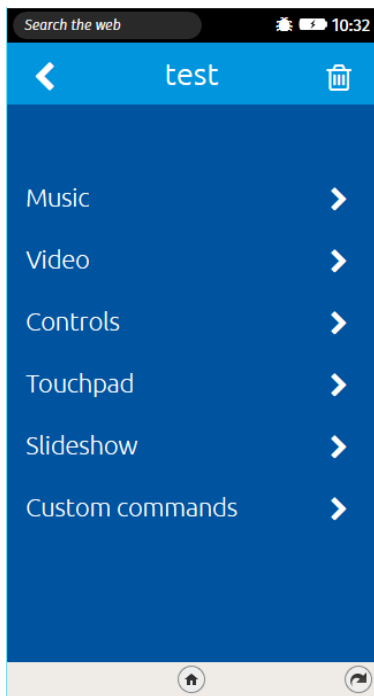 Search the web
10:32
test
Music
Video
Controls
Touchpad
Slideshow
Custom commands